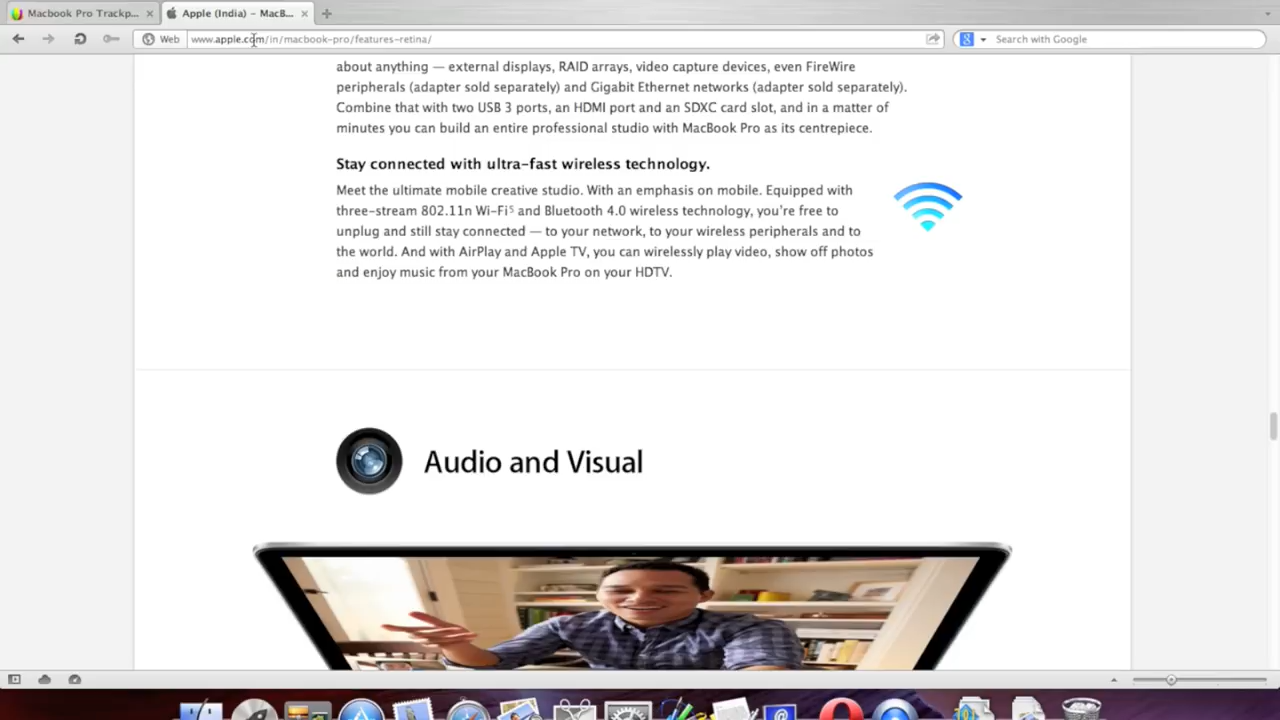 Macbook Pro Trackp...
Apple (India) – MacB...
Web
www.apple.com/in/macbook-pro/features-retina/
Search with Google
about anything — external displays, RAID arrays, video capture devices, even FireWire
peripherals (adapter sold separately) and Gigabit Ethernet networks (adapter sold separately).
Combine that with two USB 3 ports, an HDMI port and an SDXC card slot, and in a matter of
minutes you can build an entire professional studio with MacBook Pro as its centrepiece.
Stay connected with ultra-fast wireless technology.
Meet the ultimate mobile creative studio. With an emphasis on mobile. Equipped with
three-stream 802.11n Wi-Fi⁵ and Bluetooth 4.0 wireless technology, you’re free to
unplug and still stay connected — to your network, to your wireless peripherals and to
the world. And with AirPlay and Apple TV, you can wirelessly play video, show off photos
and enjoy music from your MacBook Pro on your HDTV.
Audio and Visual